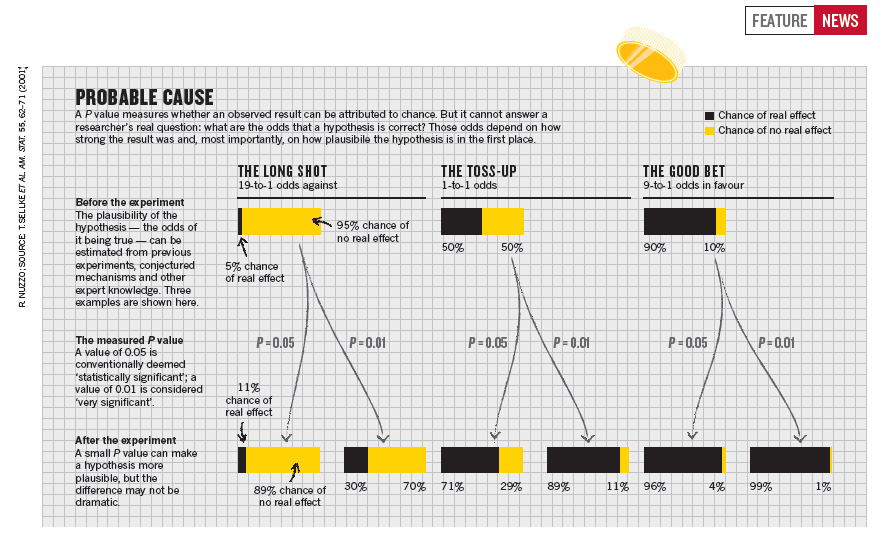 FEATURE NEWS
R. NUZZO; SOURCE: T. SELLKE ET AL. AM. STAT. 55, 62–71 (2001)
PROBABLE CAUSE
A P value measures whether an observed result can be attributed to chance. But it cannot answer a
researcher's real question: what are the odds that a hypothesis is correct? Those odds depend on how
strong the result was and, most importantly, on how plausibile the hypothesis is in the first place.
Chance of real effect
Chance of no real effect
Before the experiment
The plausibility of the
hypothesis — the odds of
it being true — can be
estimated from previous
experiments, conjectured
mechanisms and other
expert knowledge. Three
examples are shown here.
The measured P value
A value of 0.05 is
conventionally deemed
‘statistically significant’; a
value of 0.01 is considered
‘very significant’.
After the experiment
A small P value can make
a hypothesis more
plausible, but the
difference may not be
dramatic.
THE LONG SHOT
19-to-1 odds against
95% chance of
no real effect
5% chance
of real effect
P = 0.05
P = 0.01
11%
chance of
real effect
89% chance of
no real effect
30%
70%
THE TOSS-UP
1-to-1 odds
50%
50%
P = 0.05
P = 0.01
71%
29%
89%
11%
THE GOOD BET
9-to-1 odds in favour
90%
10%
P = 0.05
P = 0.01
96%
4%
99%
1%